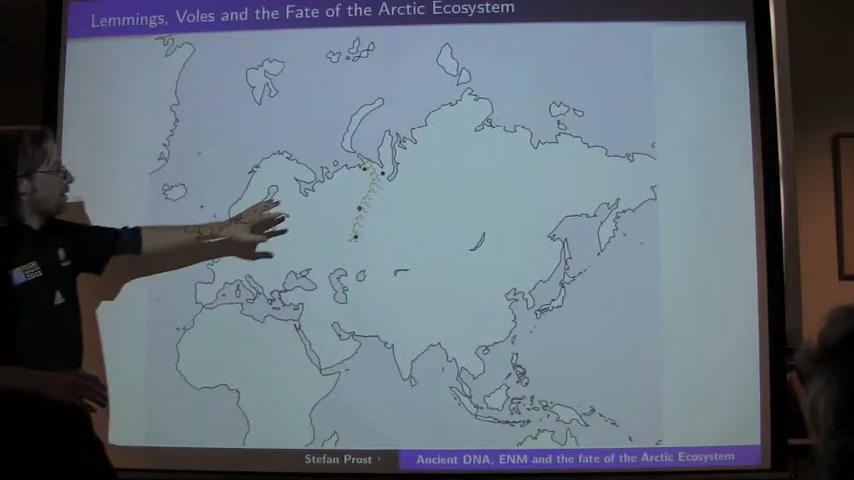 Lemmings, Voles and the Fate of the Arctic Ecosystem
Stefan Prost
Ancient DNA, ENM and the fate of the Arctic Ecosystem